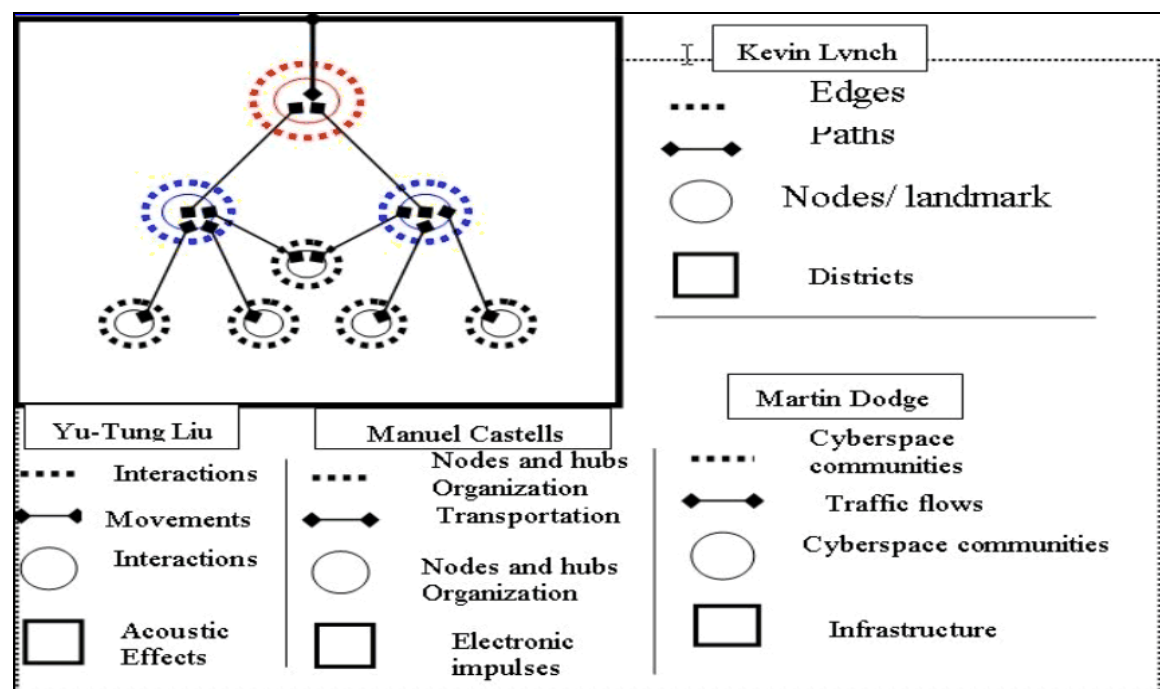 Kevin Lynch
Edges
Paths
Nodes/ landmark
Districts
Yu-Tung Liu
Interactions
Movements
Interactions
Acoustic
Effects
Manuel Castells
Nodes and hubs
Organization
Transportation
Nodes and hubs
Organization
Electronic
impulses
Martin Dodge
Cyberspace
communities
Traffic flows
Cyberspace communities
Infrastructure